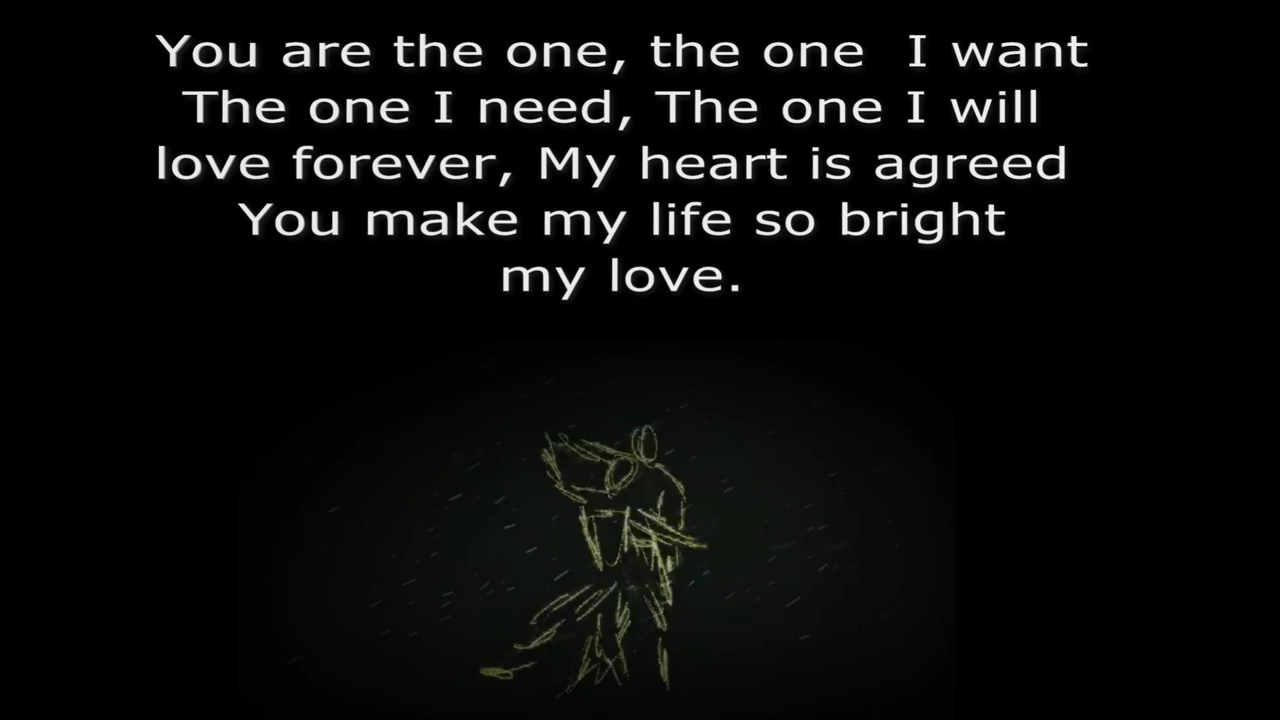 You are the one, the one  I want
The one I need, The one I will
love forever, My heart is agreed
You make my life so bright
my love.